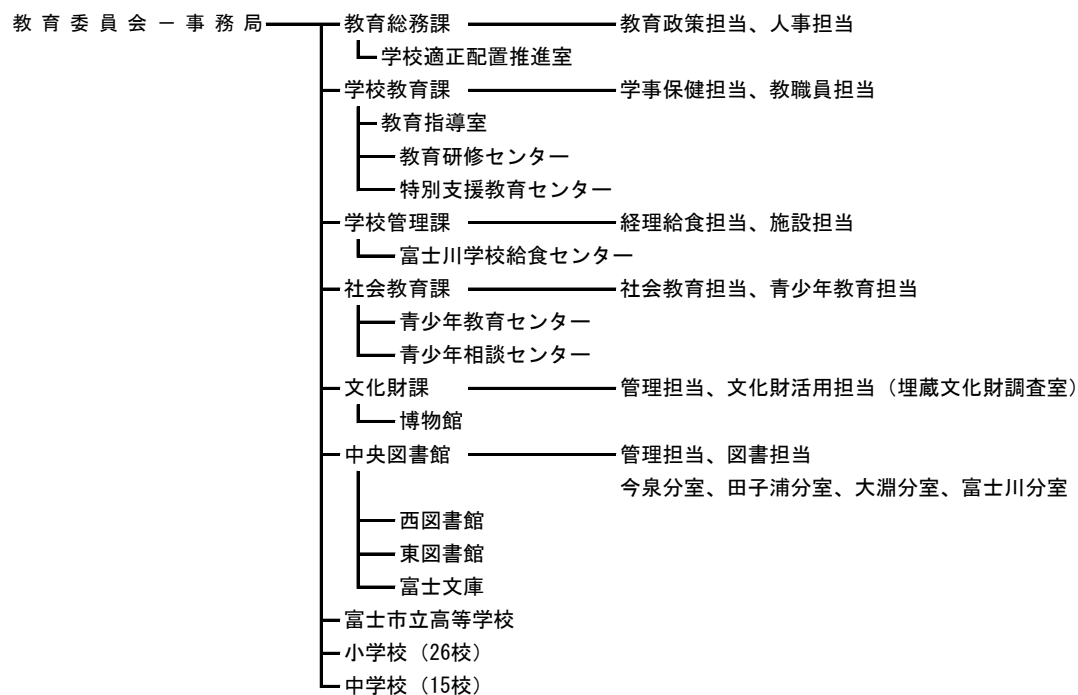 教育委員会－事務局 教育総務課 教育政策担当、人事担当
学校適正配置推進室
学校教育課 学事保健担当、教職員担当
教育指導室
教育研修センター
特別支援教育センター
学校管理課 経理給食担当、施設担当
富士川学校給食センター
社会教育課 社会教育担当、青少年教育担当
青少年教育センター
青少年相談センター
文化財課 管理担当、文化財活用担当（埋蔵文化財調査室）
博物館
中央図書館 管理担当、図書担当
今泉分室、田子浦分室、大淵分室、富士川分室
西図書館
東図書館
富士文庫
富士市立高等学校
小学校（26校）
中学校（15校）